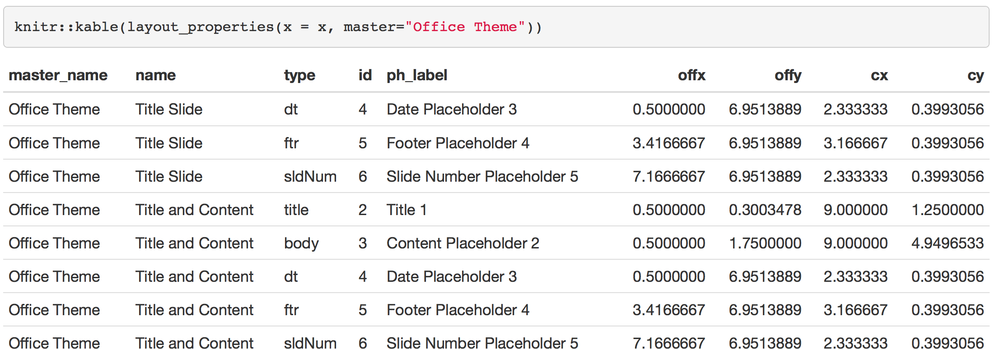 knitr::kable(layout_properties(x = x, master="Office Theme"))
master_name name type id ph_label offx offy cx cy
Office Theme Title Slide dt 4 Date Placeholder 3 0.5000000 6.9513889 2.333333 0.3993056
Office Theme Title Slide ftr 5 Footer Placeholder 4 3.4166667 6.9513889 3.166667 0.3993056
Office Theme Title Slide sldNum 6 Slide Number Placeholder 5 7.1666667 6.9513889 2.333333 0.3993056
Office Theme Title and Content title 2 Title 1 0.5000000 0.3003478 9.000000 1.2500000
Office Theme Title and Content body 3 Content Placeholder 2 0.5000000 1.7500000 9.000000 4.9496533
Office Theme Title and Content dt 4 Date Placeholder 3 0.5000000 6.9513889 2.333333 0.3993056
Office Theme Title and Content ftr 5 Footer Placeholder 4 3.4166667 6.9513889 3.166667 0.3993056
Office Theme Title and Content sldNum 6 Slide Number Placeholder 5 7.1666667 6.9513889 2.333333 0.3993056